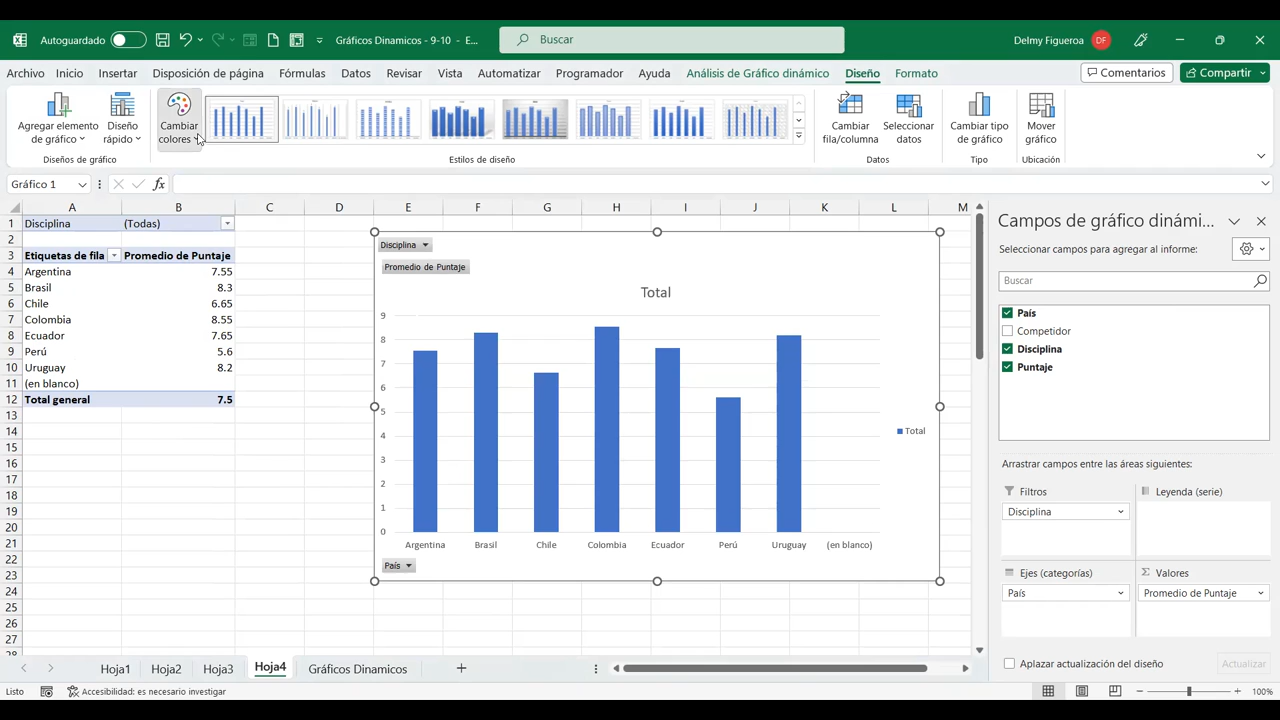 Autoguardado
Gráficos Dinamicos - 9-10 - E...
Buscar
Delmy Figueroa
DF
Archivo
Inicio
Insertar
Disposición de página
Fórmulas
Datos
Revisar
Vista
Automatizar
Programador
Ayuda
Análisis de Gráfico dinámico
Diseño
Formato
Comentarios
Compartir
Agregar elemento
de gráfico
Diseño
rápido
Cambiar
colores
Cambiar
fila/columna
Seleccionar
datos
Cambiar tipo
de gráfico
Mover
gráfico
Diseños de gráfico
Estilos de diseño
Datos
Tipo
Ubicación
Gráfico 1
fx
A B C D E F G H I J K L M
1 Disciplina (Todas)
2
3 Etiquetas de fila Promedio de Puntaje
4 Argentina 7.55
5 Brasil 8.3
6 Chile 6.65
7 Colombia 8.55
8 Ecuador 7.65
9 Perú 5.6
10 Uruguay 8.2
11 (en blanco)
12 Total general 7.5
13
14
15
16
17
18
19
20
21
22
23
24
25
26
27
28
Disciplina
Promedio de Puntaje
Total
9
8
7
6
5
4
3
2
1
0
Argentina Brasil Chile Colombia Ecuador Perú Uruguay (en blanco)
Total
País
Campos de gráfico dinámi...
Seleccionar campos para agregar al informe:
Buscar
País
Competidor
Disciplina
Puntaje
Arrastrar campos entre las áreas siguientes:
Filtros
Leyenda (serie)
Disciplina
Ejes (categorías)
Σ Valores
País
Promedio de Puntaje
Aplazar actualización del diseño
Actualizar
Hoja1
Hoja2
Hoja3
Hoja4
Gráficos Dinamicos
Listo
Accesibilidad: es necesario investigar
100%